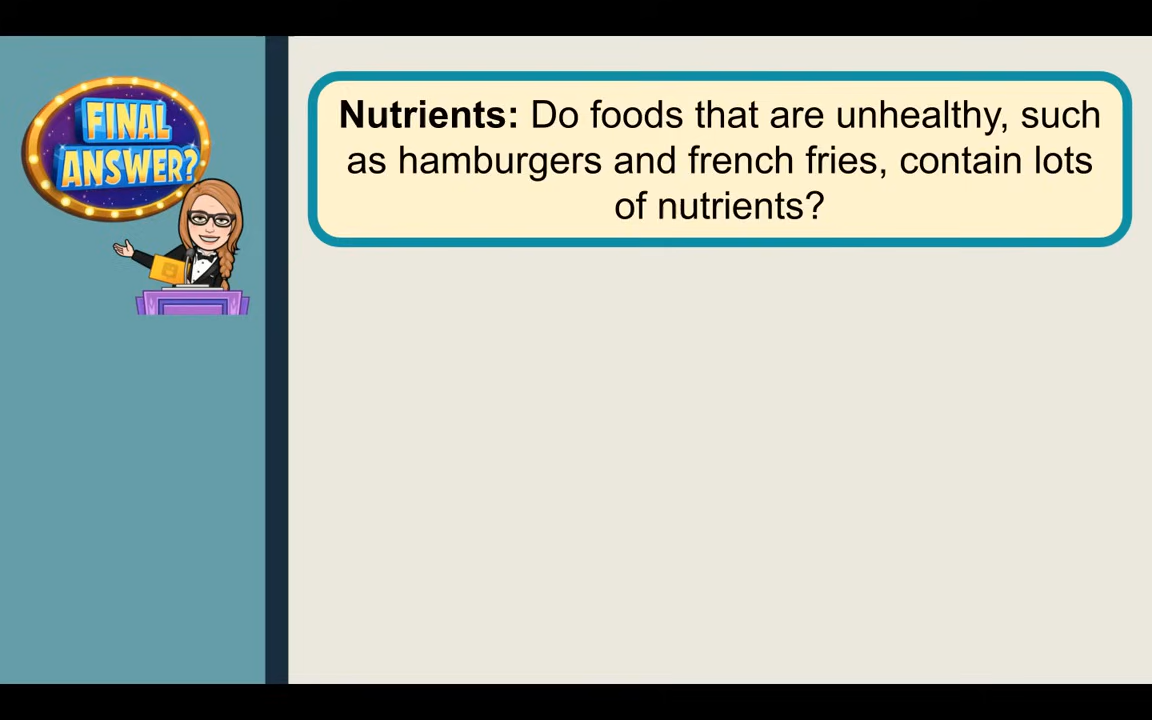 FINAL
ANSWER?
Nutrients: Do foods that are unhealthy, such
as hamburgers and french fries, contain lots
of nutrients?